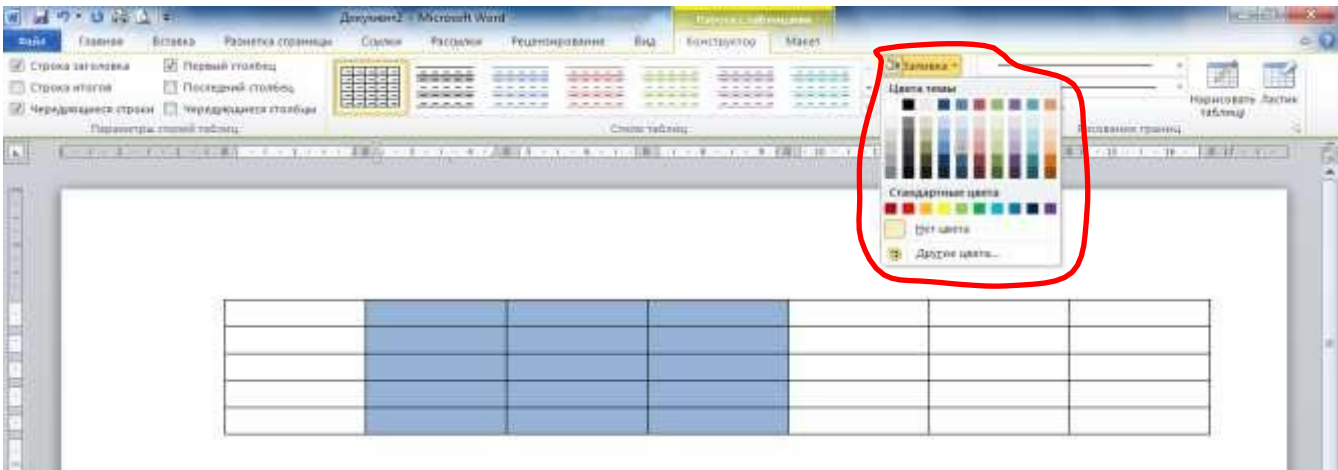 Документ2 - Microsoft Word
Работа с таблицами
Файл Главная Вставка Разметка страницы Ссылки Рассылки Рецензирование Вид Конструктор Макет
Строка заголовка Первый столбец
Строка итогов Последний столбец
Чередующиеся строки Чередующиеся столбцы
Параметры стилей таблиц
Стили таблиц
Заливка
Цвета темы
Стандартные цвета
Нет цвета
Другие цвета...
Нарисовать таблицу
Ластик
Рисование границ